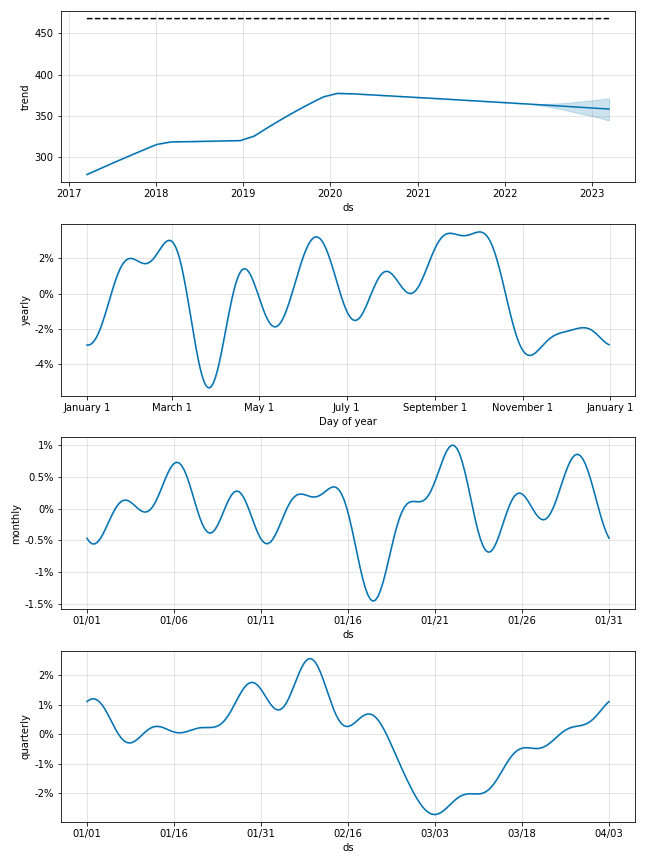 450
400
350
300
trend
2017 2018 2019 2020 2021 2022 2023
ds
2%
0%
-2%
-4%
yearly
January 1 March 1 May 1 July 1 September 1 November 1 January 1
Day of year
1%
0.5%
0%
-0.5%
-1%
-1.5%
monthly
01/01 01/06 01/11 01/16 01/21 01/26 01/31
ds
2%
1%
0%
-1%
-2%
quarterly
01/01 01/16 01/31 02/16 03/03 03/18 04/03
ds